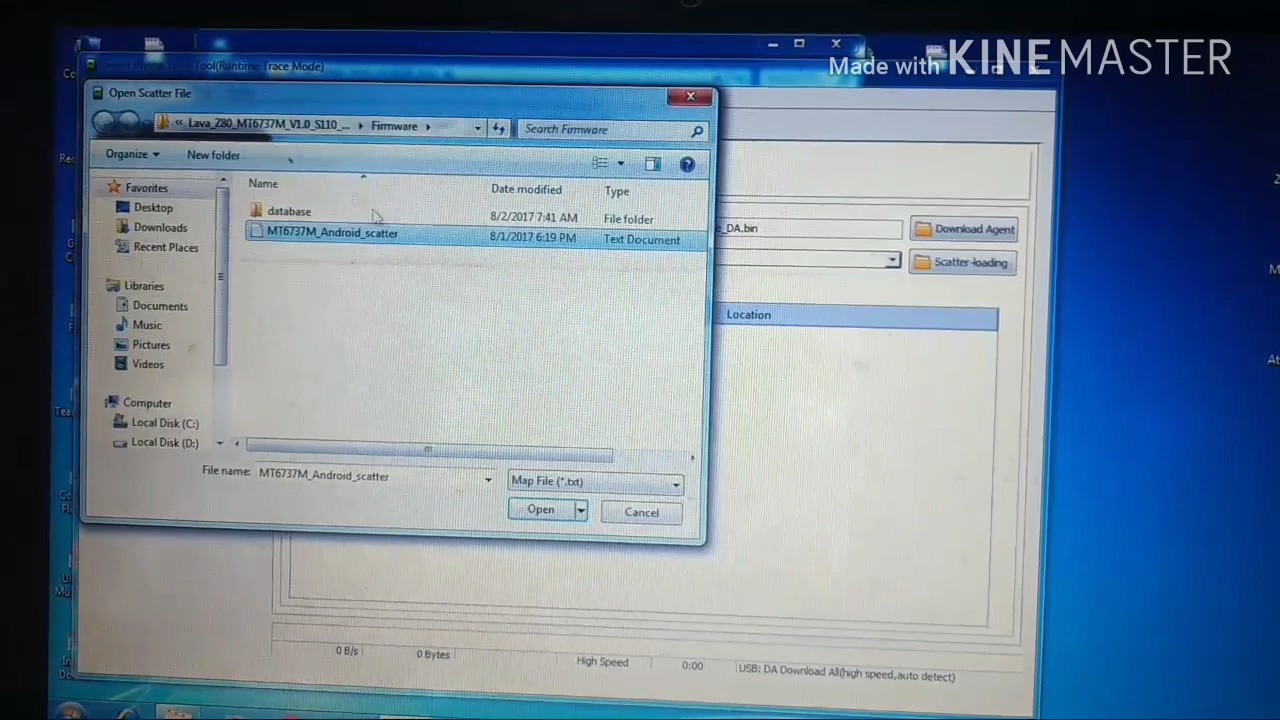 Made with KINEMASTER
Tool(Runtime Trace Mode)
Open Scatter File
« Lava_Z80_MT6737M_V1.0_S110_... ▸ Firmware ▸
Search Firmware
Organize
New folder
Favorites
Desktop
Downloads
Recent Places
Libraries
Documents
Music
Pictures
Videos
Computer
Local Disk (C:)
Local Disk (D:)
Name Date modified Type
database 8/2/2017 7:41 AM File folder
MT6737M_Android_scatter 8/1/2017 6:19 PM Text Document
File name: MT6737M_Android_scatter
Map File (*.txt)
Open
Cancel
_DA.bin
Download Agent
Scatter-loading
Location
0 B/s 0 Bytes High Speed 0:00 USB: DA Download All(high speed,auto detect)